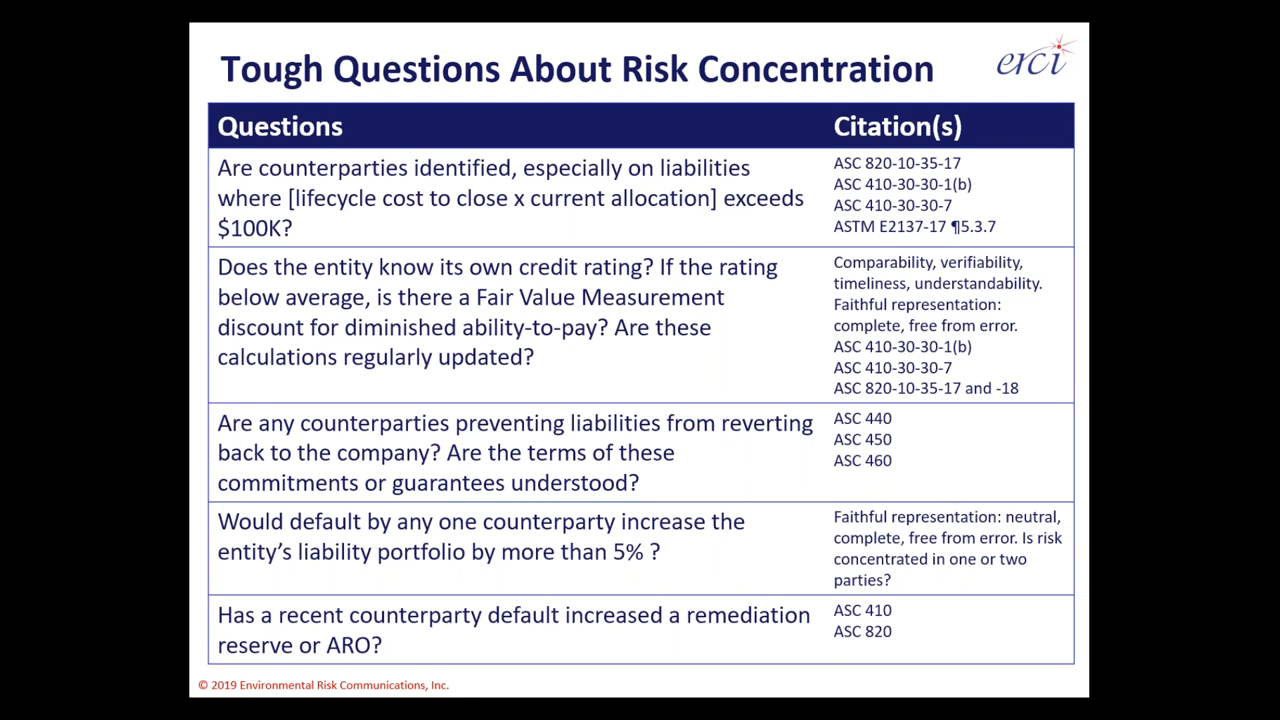 Tough Questions About Risk Concentration
erci
Questions
Citation(s)
Are counterparties identified, especially on liabilities
where [lifecycle cost to close x current allocation] exceeds
$100K?
ASC 820-10-35-17
ASC 410-30-30-1(b)
ASC 410-30-30-7
ASTM E2137-17 ¶5.3.7
Does the entity know its own credit rating? If the rating
below average, is there a Fair Value Measurement
discount for diminished ability-to-pay? Are these
calculations regularly updated?
Comparability, verifiability,
timeliness, understandability.
Faithful representation:
complete, free from error.
ASC 410-30-30-1(b)
ASC 410-30-30-7
ASC 820-10-35-17 and -18
Are any counterparties preventing liabilities from reverting
back to the company? Are the terms of these
commitments or guarantees understood?
ASC 440
ASC 450
ASC 460
Would default by any one counterparty increase the
entity’s liability portfolio by more than 5% ?
Faithful representation: neutral,
complete, free from error. Is risk
concentrated in one or two
parties?
Has a recent counterparty default increased a remediation
reserve or ARO?
ASC 410
ASC 820
© 2019 Environmental Risk Communications, Inc.